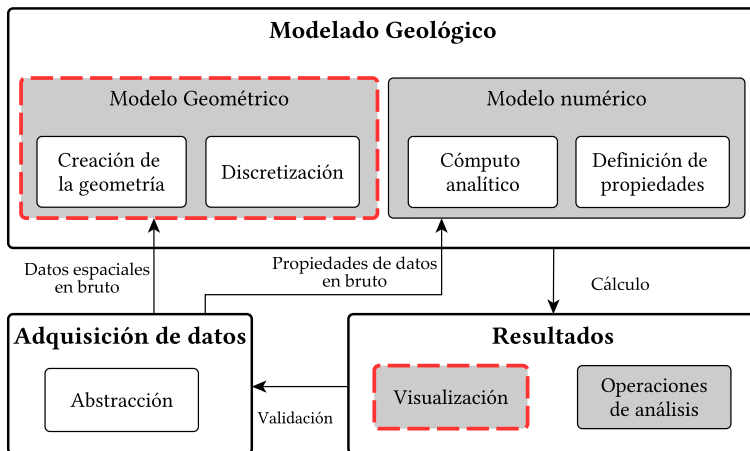 Modelado Geológico
Modelo Geométrico
Modelo numérico
Creación de
la geometría
Discretización
Cómputo
analítico
Definición de
propiedades
Datos espaciales
en bruto
Propiedades de datos
en bruto
Cálculo
Adquisición de datos
Abstracción
Validación
Resultados
Visualización
Operaciones
de análisis